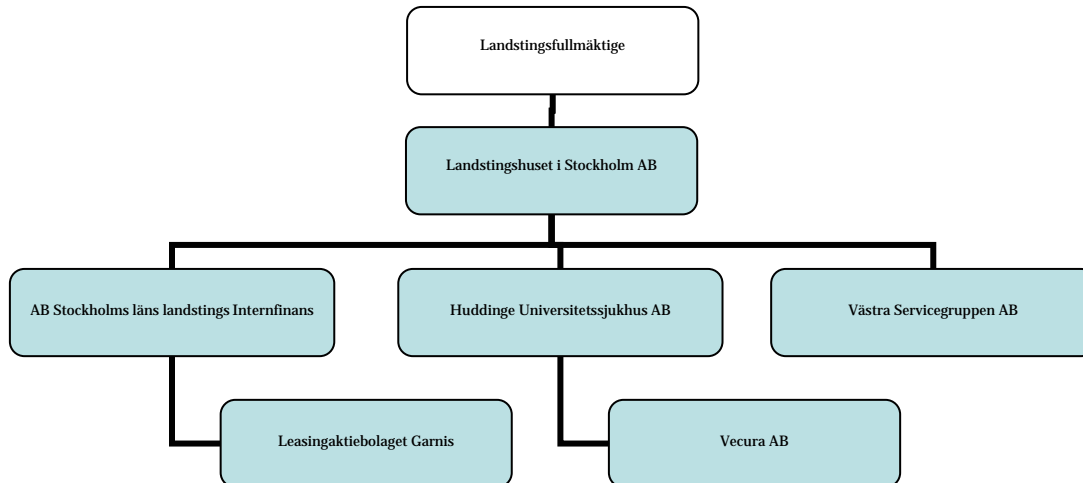 Landstingsfullmäktige
Landstingshuset i Stockholm AB
AB Stockholms läns landstings Internfinans
Huddinge Universitetssjukhus AB
Västra Servicegruppen AB
Leasingaktiebolaget Garnis
Vecura AB